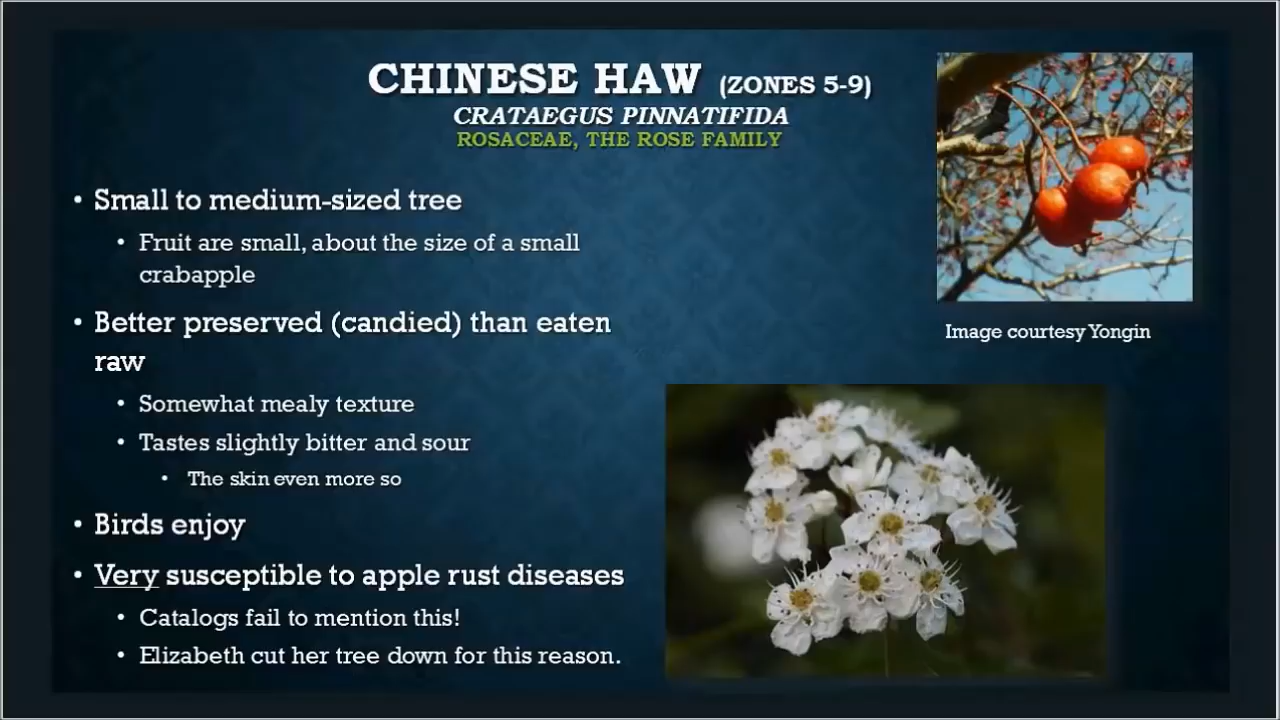 CHINESE HAW (ZONES 5-9)
CRATAEGUS PINNATIFIDA
ROSACEAE, THE ROSE FAMILY
• Small to medium-sized tree
• Fruit are small, about the size of a small
crabapple
• Better preserved (candied) than eaten
raw
• Somewhat mealy texture
• Tastes slightly bitter and sour
• The skin even more so
• Birds enjoy
• Very susceptible to apple rust diseases
• Catalogs fail to mention this!
• Elizabeth cut her tree down for this reason.
Image courtesy Yongin